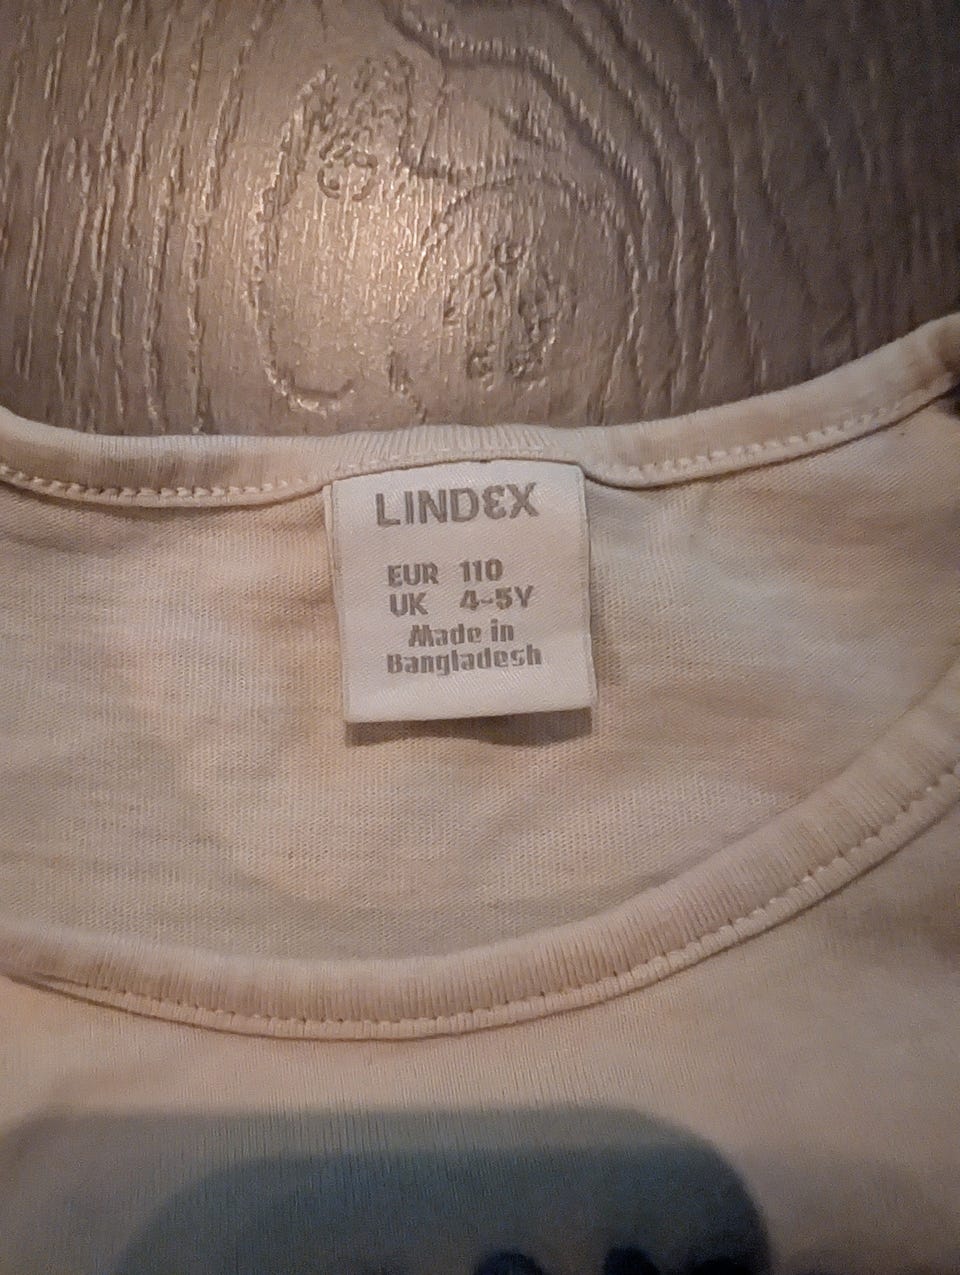 LINDEX
EUR 110
UK 4-5Y
Made in
Bangladesh